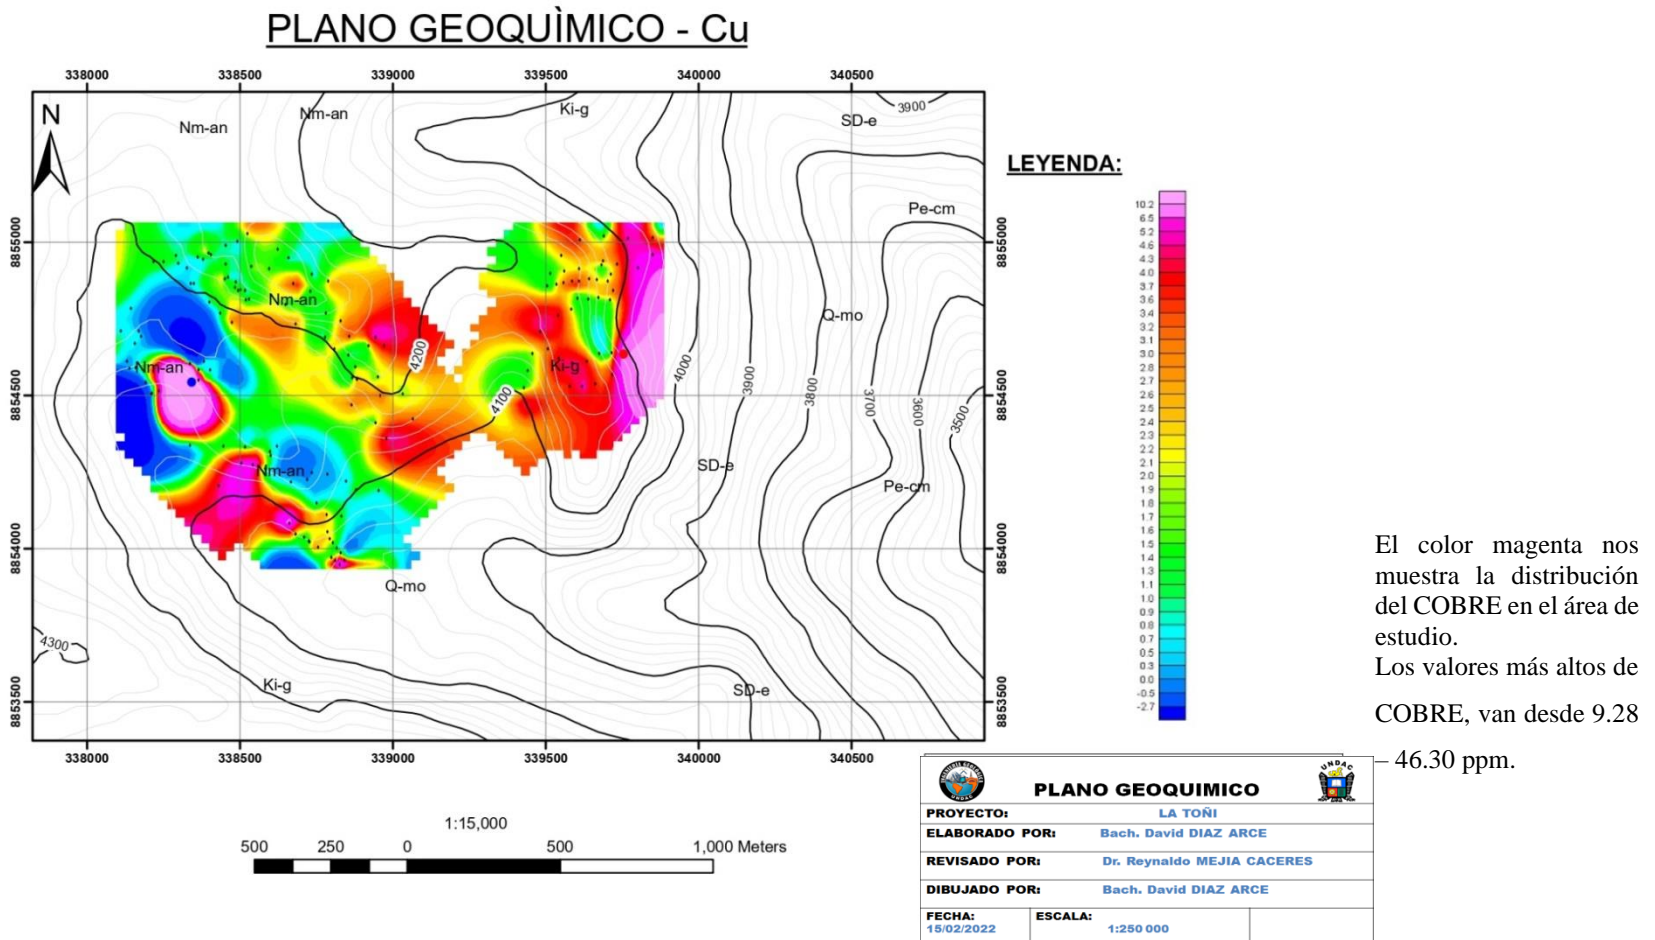 PLANO GEOQUÌMICO - Cu
338000 338500 339000 339500 340000 340500
N
Nm-an
Nm-an
Ki-g
3900
SD-e
Pe-cm
8855000
8855000
Nm-an
Q-mo
4200
Nm-an
Ki-g
4000
3900
3800
3700
3600
3500
4100
8854500
8854500
Nm-an
SD-e
Pe-cm
8854000
8854000
Q-mo
4300
Ki-g
SD-e
8853500
8853500
338000 338500 339000 339500 340000 340500
1:15,000
500 250 0 500 1,000 Meters
LEYENDA:
10.2
6.5
5.2
4.6
4.3
4.0
3.7
3.6
3.4
3.2
3.1
3.0
2.8
2.7
2.6
2.5
2.4
2.3
2.2
2.1
2.0
1.9
1.8
1.7
1.6
1.5
1.4
1.3
1.1
1.0
0.9
0.8
0.7
0.5
0.3
0.0
-0.5
-2.7
El color magenta nos
muestra la distribución
del COBRE en el área de
estudio.
Los valores más altos de
COBRE, van desde 9.28
– 46.30 ppm.
UNDAC
UNDAC
PLANO GEOQUIMICO
PROYECTO: LA TOÑI
ELABORADO POR: Bach. David DIAZ ARCE
REVISADO POR: Dr. Reynaldo MEJIA CACERES
DIBUJADO POR: Bach. David DIAZ ARCE
FECHA: ESCALA:
15/02/2022 1:250 000